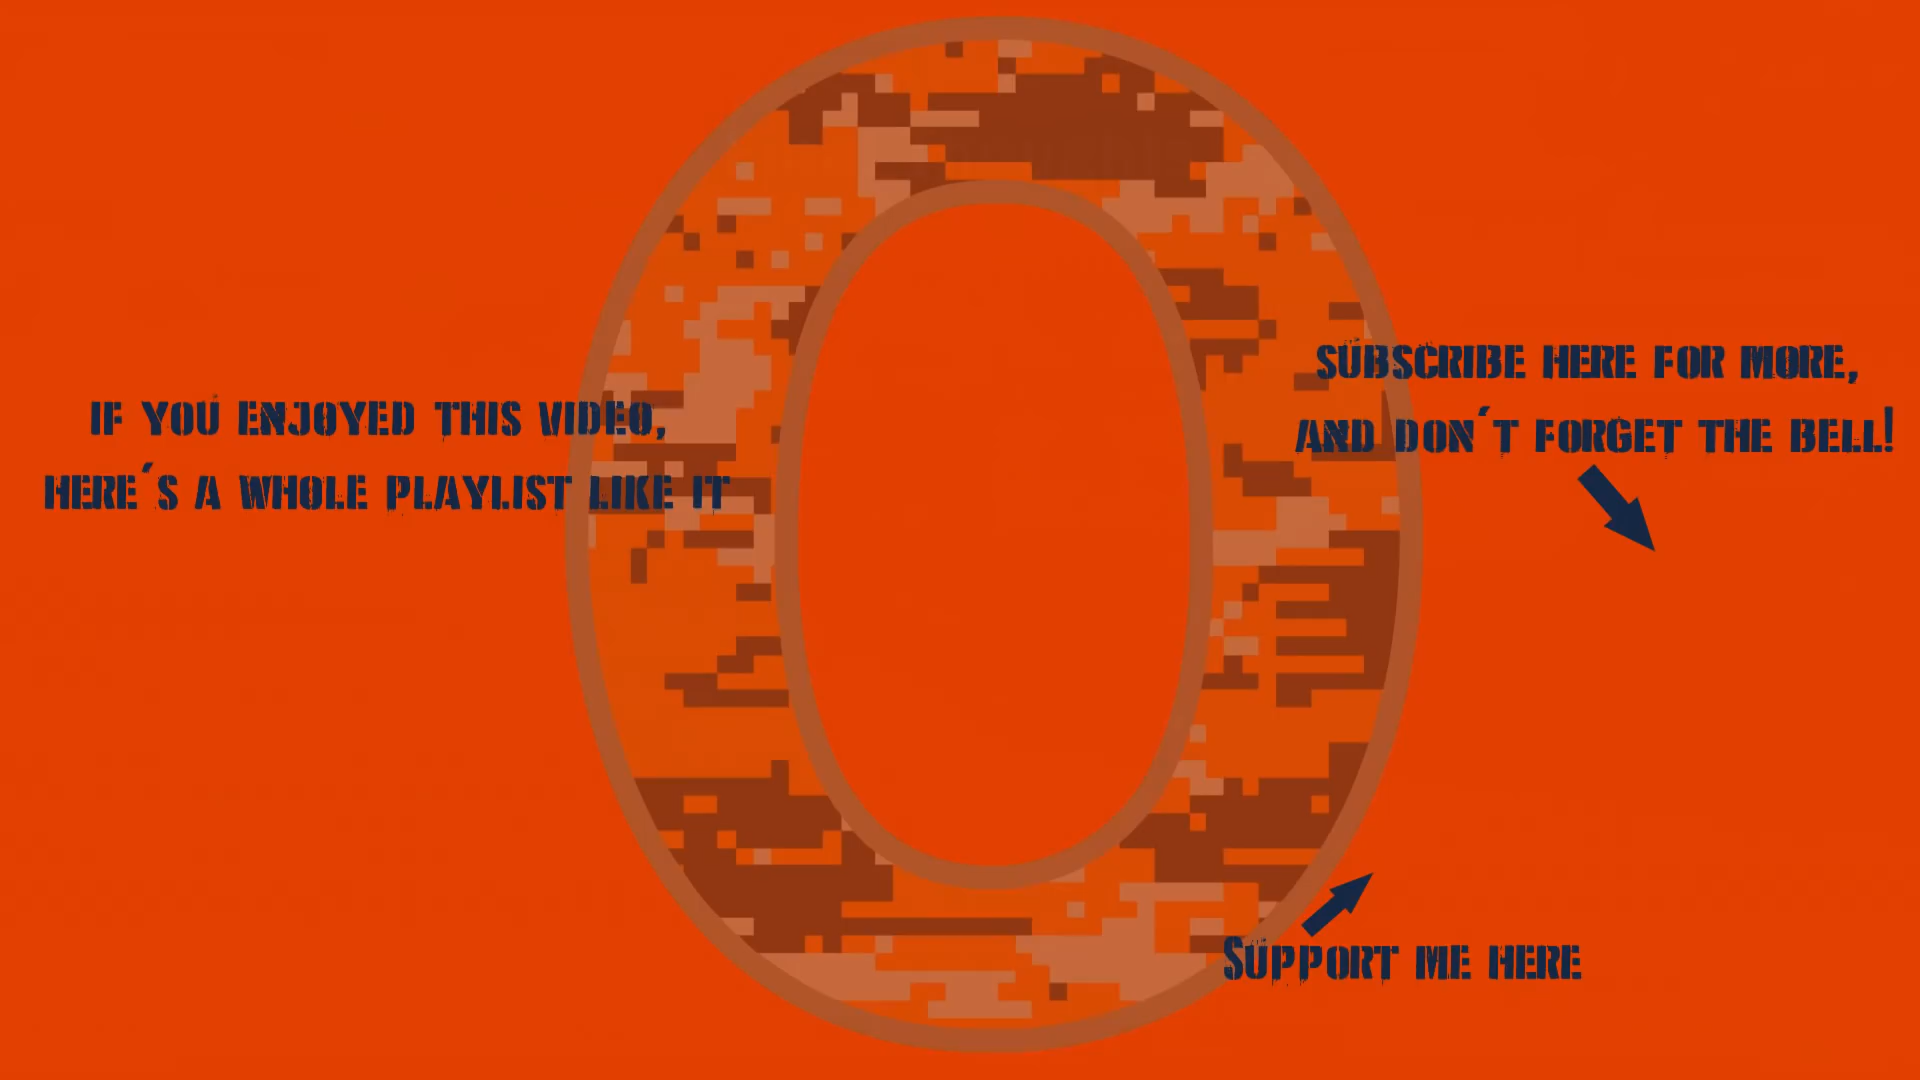 IF YOU ENJOYED THIS VIDEO,
HERE´S A WHOLE PLAYLIST LIKE IT
SUBSCRIBE HERE FOR MORE,
AND DON´T FORGET THE BELL!
SUPPORT ME HERE